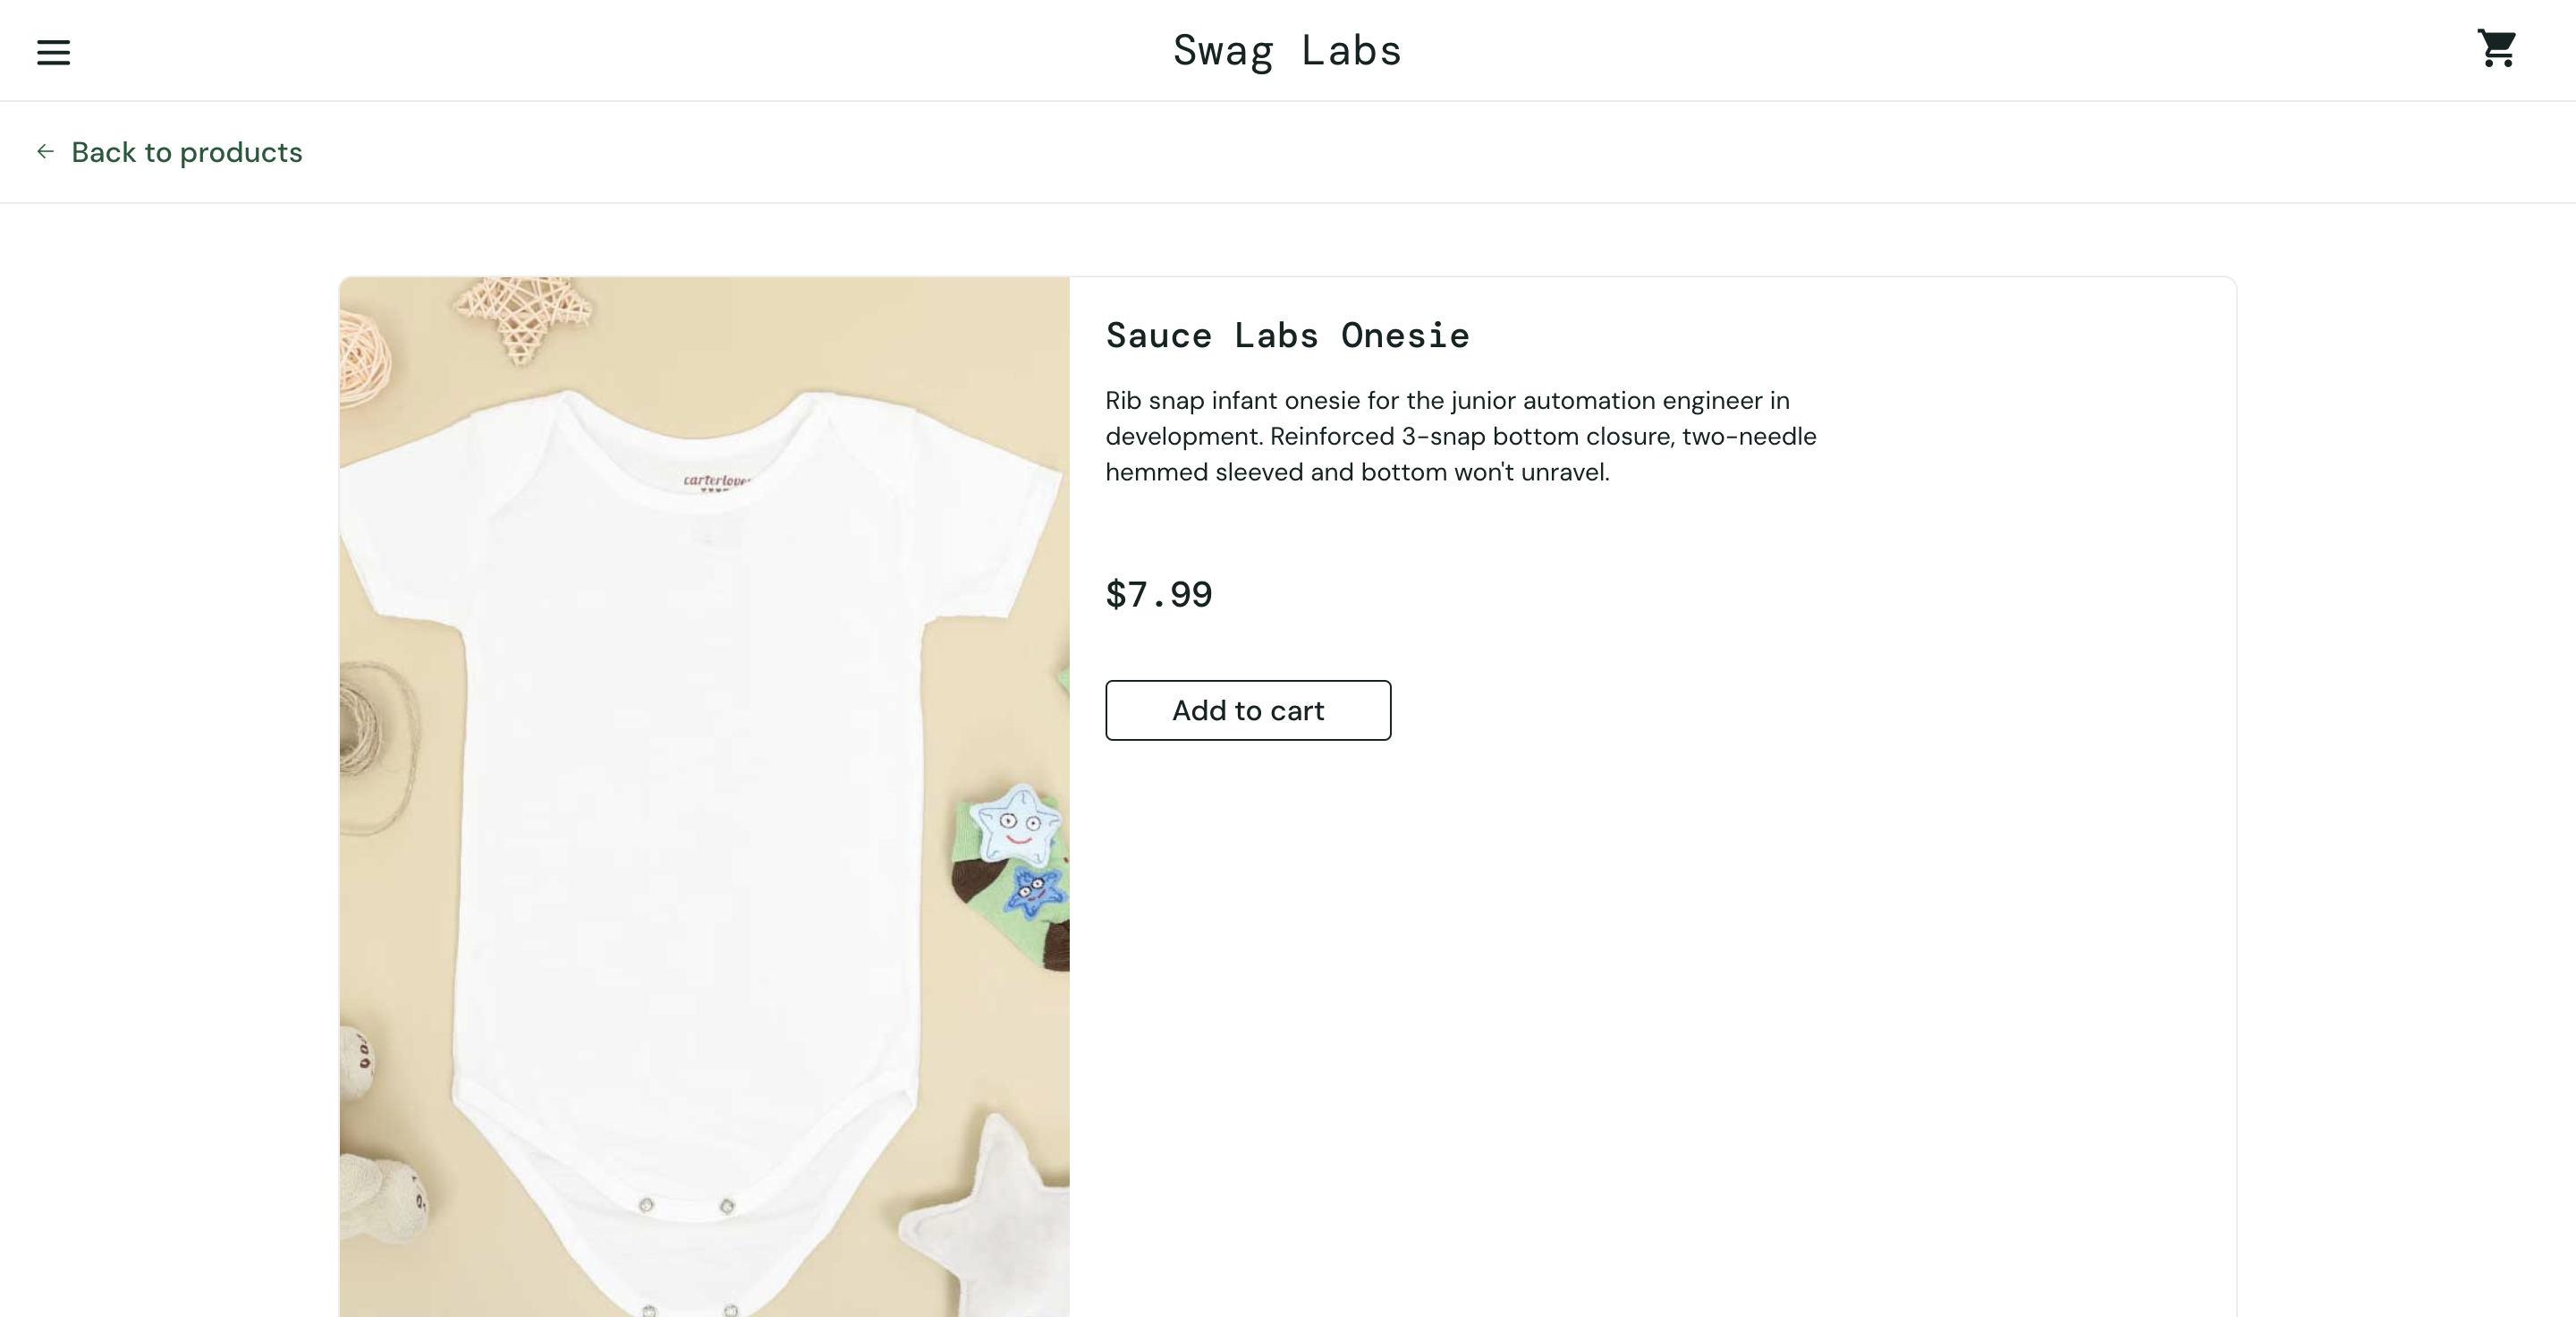 Swag Labs
Back to products
Sauce Labs Onesie
Rib snap infant onesie for the junior automation engineer in
development. Reinforced 3-snap bottom closure, two-needle
hemmed sleeved and bottom won't unravel.
$7.99
Add to cart